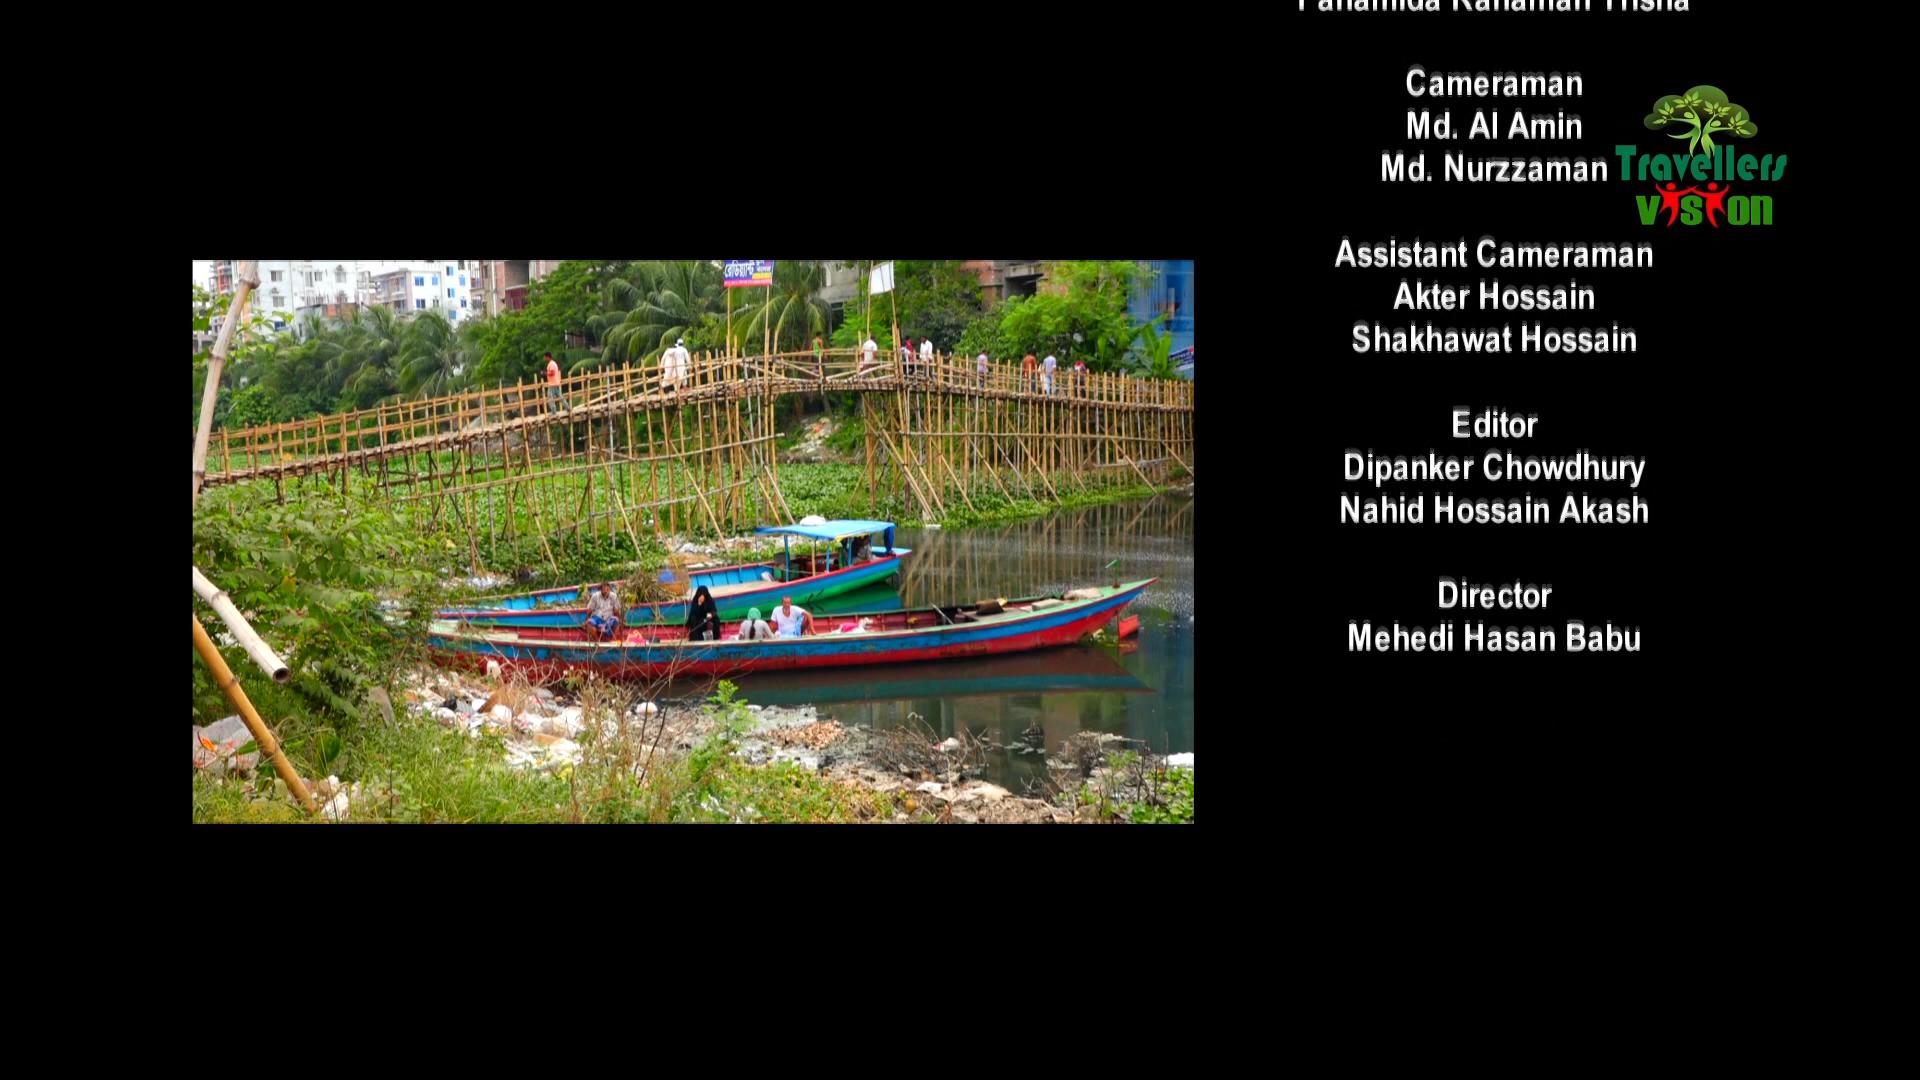 Cameraman
Md. Al Amin
Md. Nurzzaman
Travellers
vision
Assistant Cameraman
Akter Hossain
Shakhawat Hossain
Editor
Dipanker Chowdhury
Nahid Hossain Akash
Director
Mehedi Hasan Babu
রেডিয়্যান্ট